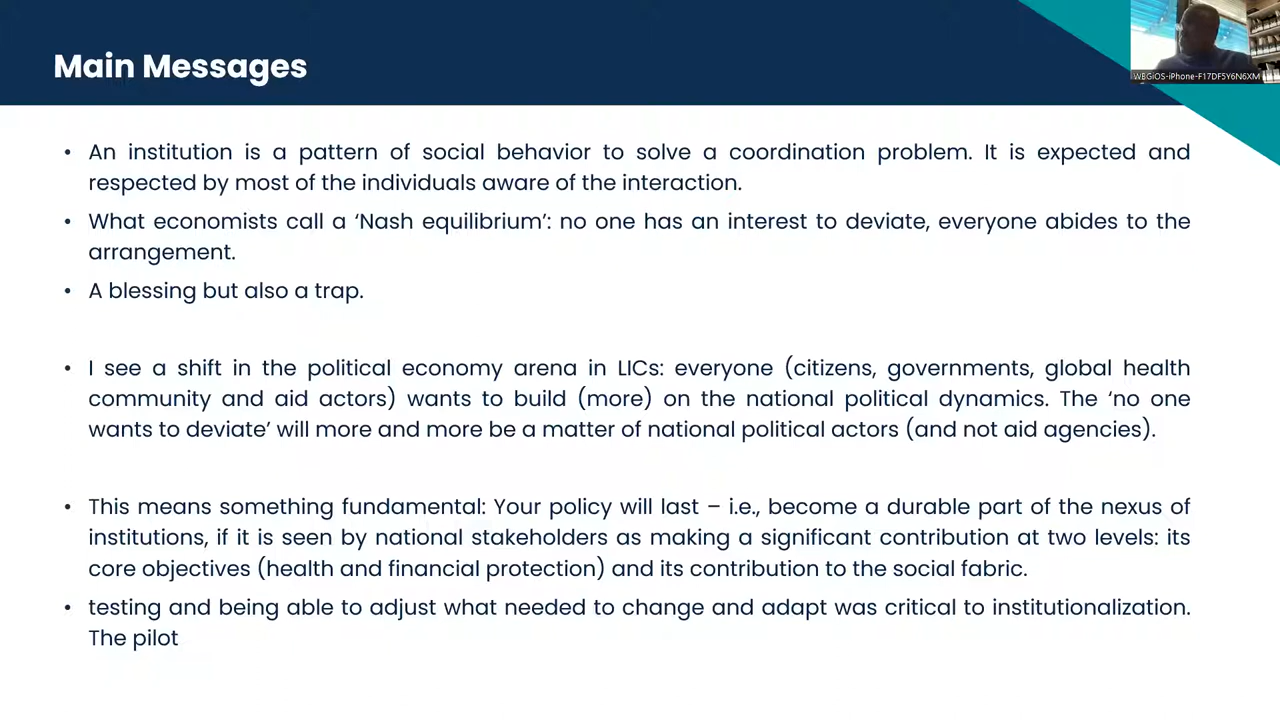 Main Messages
WBGiOS-iPhone-F17DF5Y6N6XM
• An institution is a pattern of social behavior to solve a coordination problem. It is expected and
respected by most of the individuals aware of the interaction.
• What economists call a ‘Nash equilibrium’: no one has an interest to deviate, everyone abides to the
arrangement.
• A blessing but also a trap.
• I see a shift in the political economy arena in LICs: everyone (citizens, governments, global health
community and aid actors) wants to build (more) on the national political dynamics. The ‘no one
wants to deviate’ will more and more be a matter of national political actors (and not aid agencies).
• This means something fundamental: Your policy will last – i.e., become a durable part of the nexus of
institutions, if it is seen by national stakeholders as making a significant contribution at two levels: its
core objectives (health and financial protection) and its contribution to the social fabric.
• testing and being able to adjust what needed to change and adapt was critical to institutionalization.
The pilot